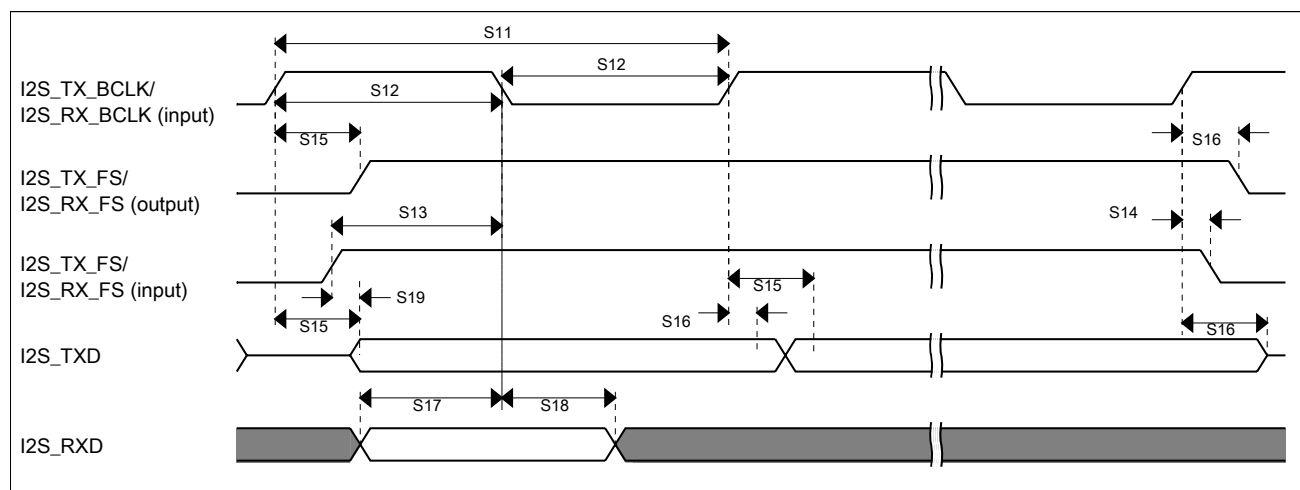 S11
S12
I2S_TX_BCLK/
I2S_RX_BCLK (input)
S12
S15
S16
I2S_TX_FS/
I2S_RX_FS (output)
S13
S14
I2S_TX_FS/
I2S_RX_FS (input)
S15
S19
S16
S15
S16
I2S_TXD
S17
S18
I2S_RXD